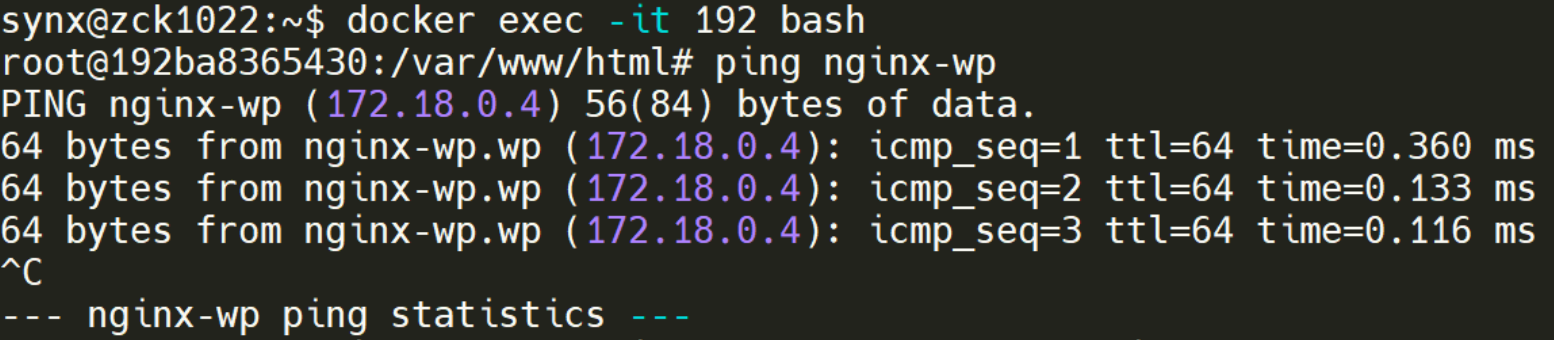 synx@zck1022:~$ docker exec -it 192 bash
root@192ba8365430:/var/www/html# ping nginx-wp
PING nginx-wp (172.18.0.4) 56(84) bytes of data.
64 bytes from nginx-wp.wp (172.18.0.4): icmp_seq=1 ttl=64 time=0.360 ms
64 bytes from nginx-wp.wp (172.18.0.4): icmp_seq=2 ttl=64 time=0.133 ms
64 bytes from nginx-wp.wp (172.18.0.4): icmp_seq=3 ttl=64 time=0.116 ms
^C
--- nginx-wp ping statistics ---